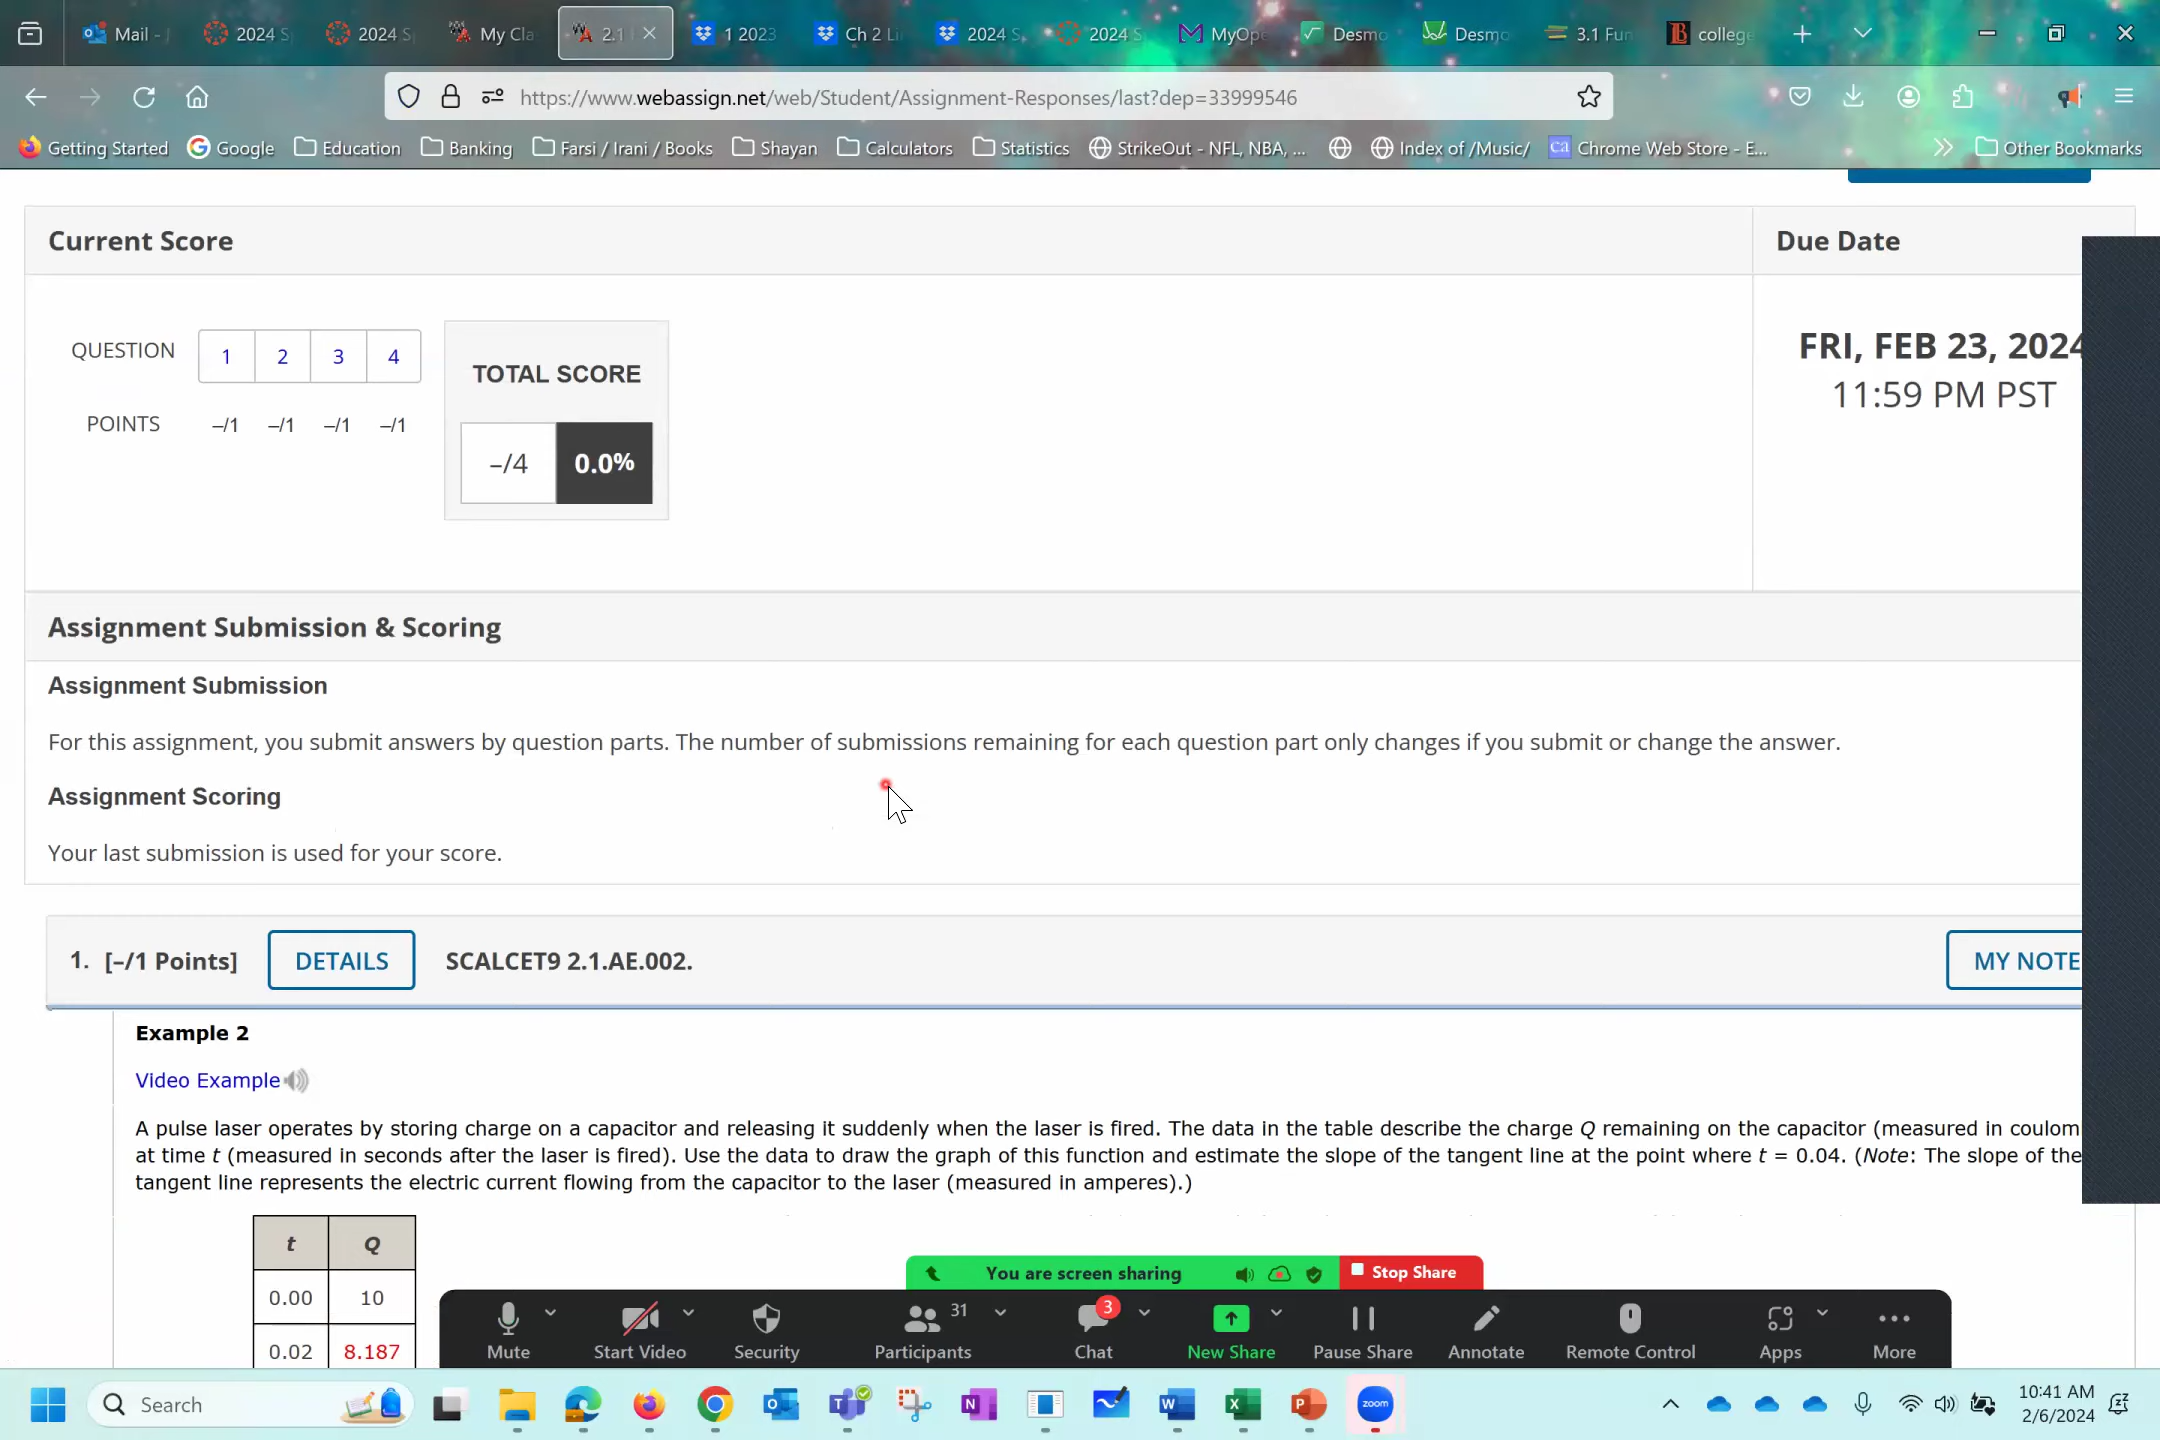 Mail - J
2024 S
2024 S
My Cla
2.1
1 2023
Ch 2 Li
2024 S
2024 S
MyOpe
Desmo
Desmo
3.1 Fun
college
https://www.webassign.net/web/Student/Assignment-Responses/last?dep=33999546
Getting Started
Google
Education
Banking
Farsi / Irani / Books
Shayan
Calculators
Statistics
StrikeOut - NFL, NBA, ...
Index of /Music/
Chrome Web Store - E...
Other Bookmarks
Current Score
Due Date
QUESTION 1 2 3 4
POINTS –/1 –/1 –/1 –/1
TOTAL SCORE
–/4 0.0%
FRI, FEB 23, 2024
11:59 PM PST
Assignment Submission & Scoring
Assignment Submission
For this assignment, you submit answers by question parts. The number of submissions remaining for each question part only changes if you submit or change the answer.
Assignment Scoring
Your last submission is used for your score.
1. [–/1 Points] DETAILS SCALCET9 2.1.AE.002. MY NOTE
Example 2
Video Example
A pulse laser operates by storing charge on a capacitor and releasing it suddenly when the laser is fired. The data in the table describe the charge Q remaining on the capacitor (measured in coulom
at time t (measured in seconds after the laser is fired). Use the data to draw the graph of this function and estimate the slope of the tangent line at the point where t = 0.04. (Note: The slope of the
tangent line represents the electric current flowing from the capacitor to the laser (measured in amperes).)
t Q
0.00 10
0.02 8.187
You are screen sharing
Stop Share
Mute
Start Video
Security
Participants 31
Chat 3
New Share
Pause Share
Annotate
Remote Control
Apps
More
Search
zoom
10:41 AM
2/6/2024